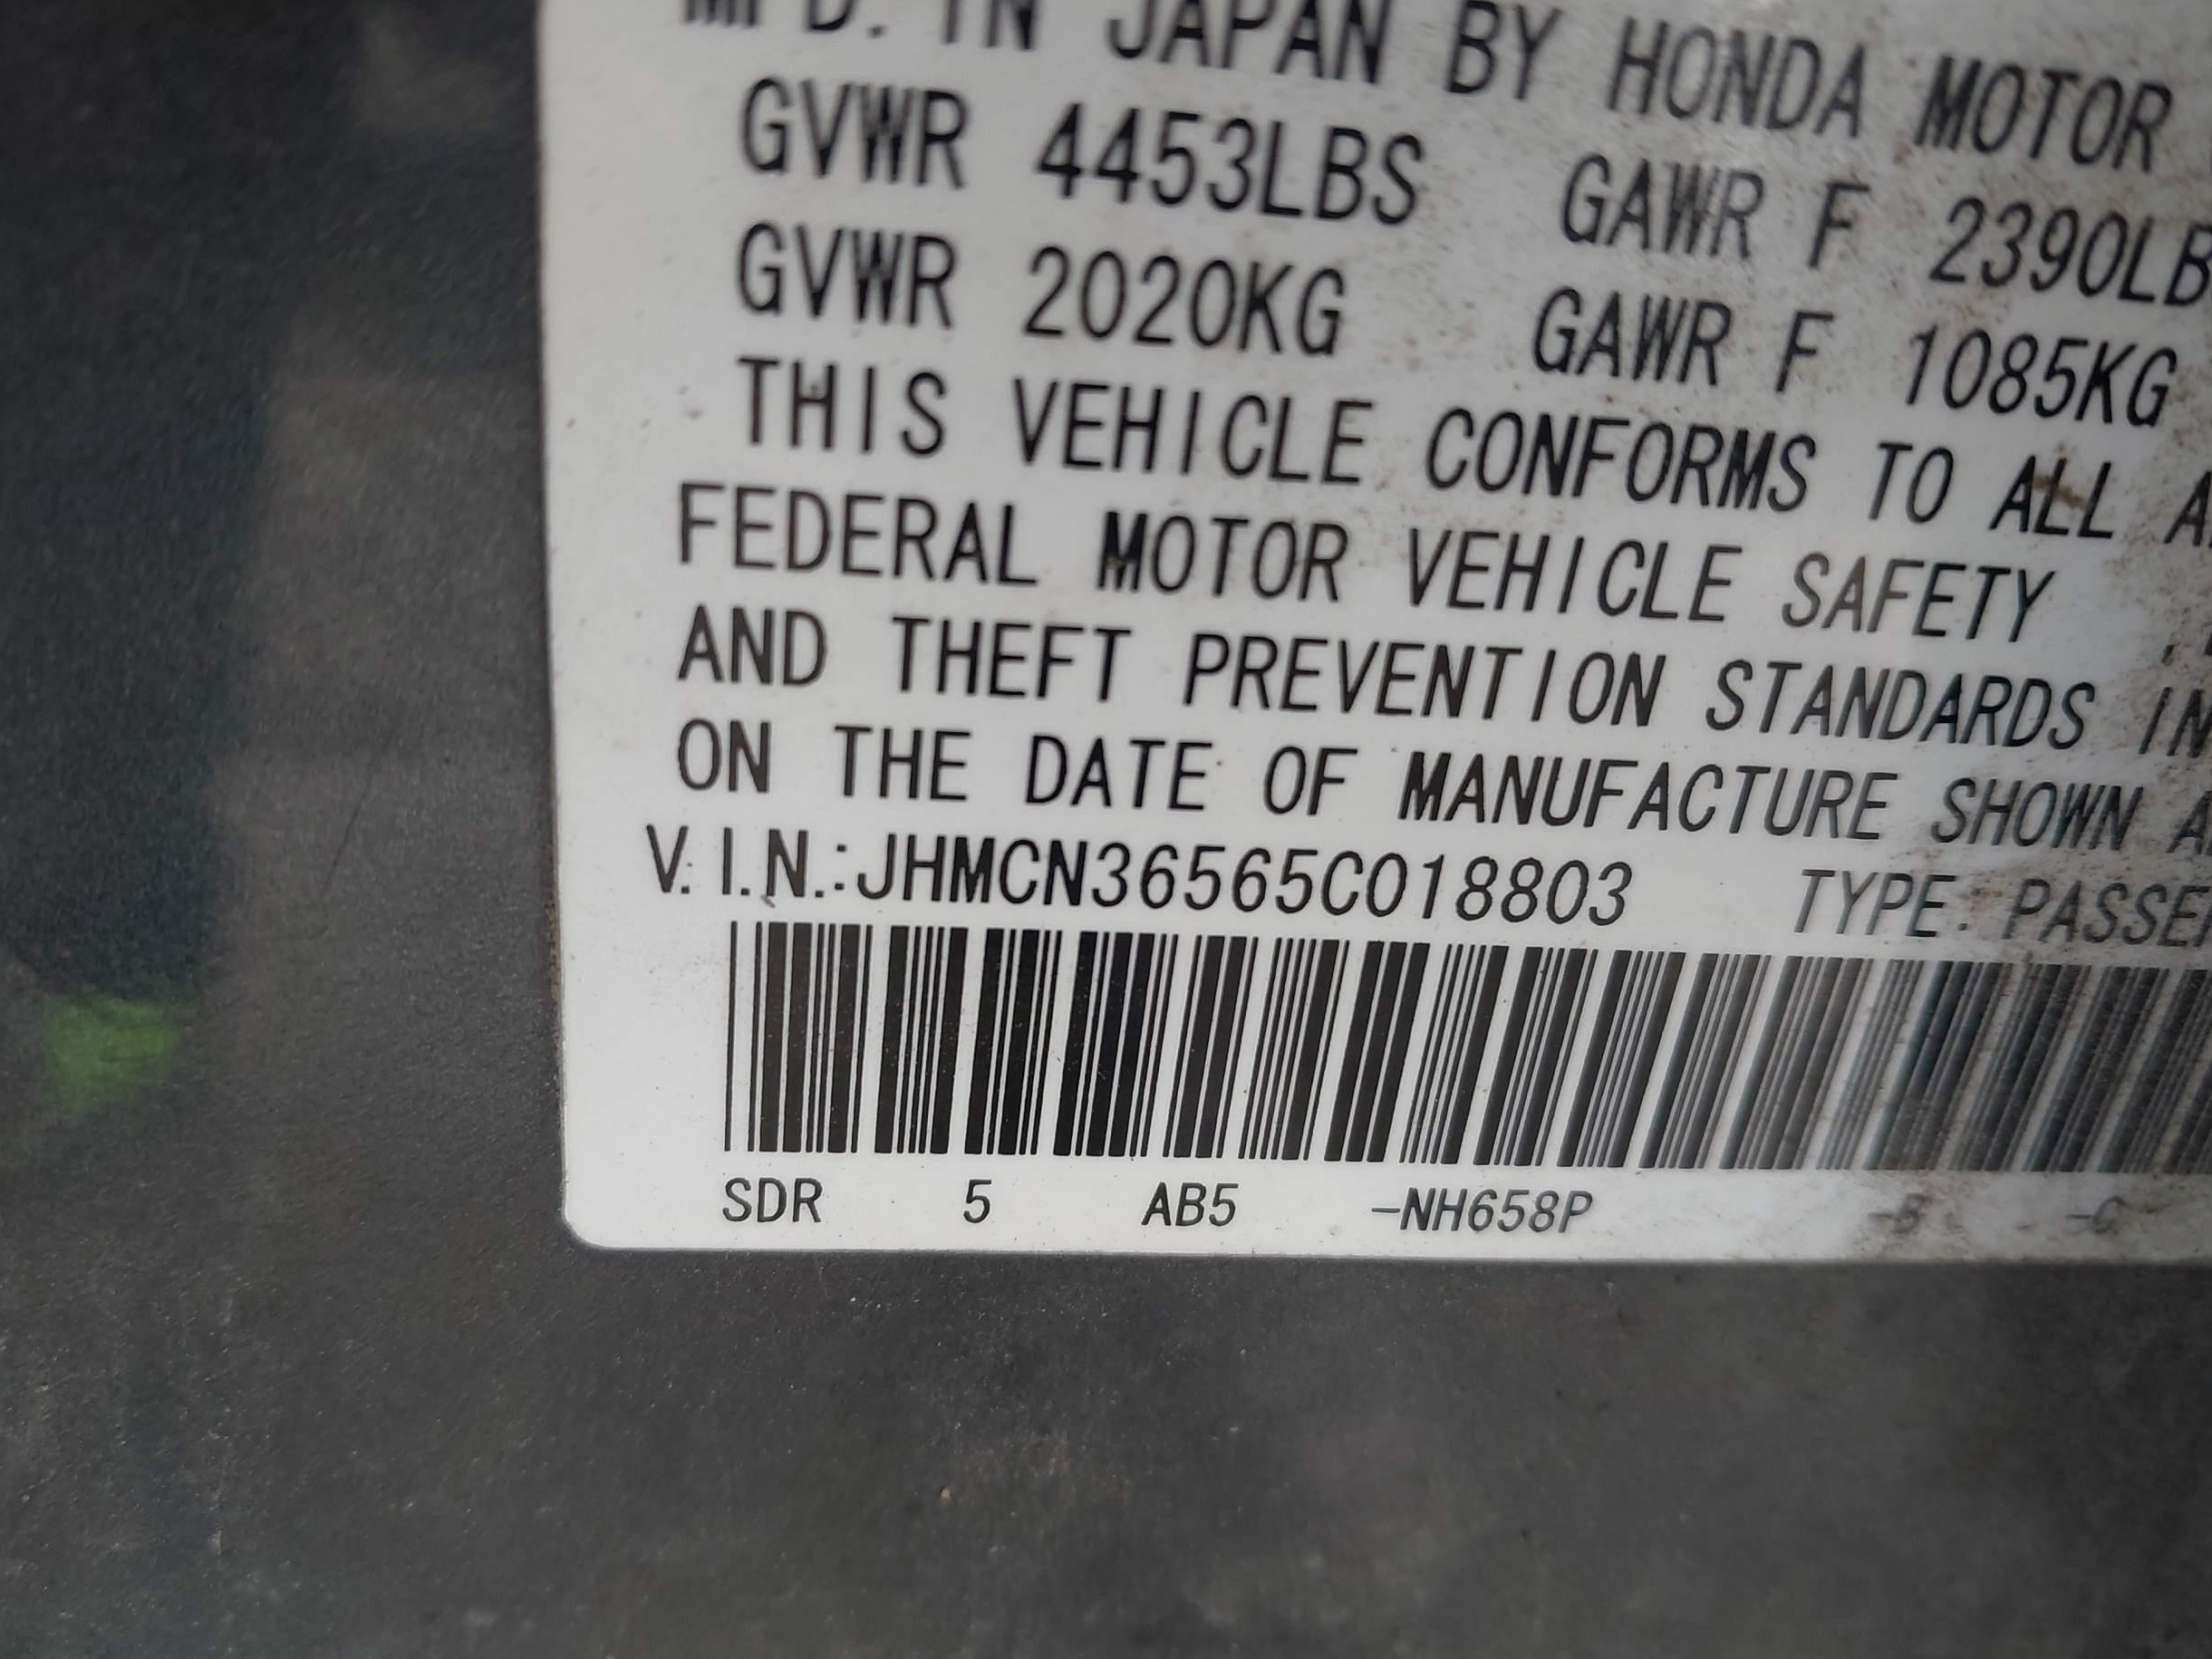 MFD. IN JAPAN BY HONDA MOTOR
GVWR 4453LBS GAWR F 2390LB
GVWR 2020KG GAWR F 1085KG
THIS VEHICLE CONFORMS TO ALL A
FEDERAL MOTOR VEHICLE SAFETY
AND THEFT PREVENTION STANDARDS IN
ON THE DATE OF MANUFACTURE SHOWN A
V.I.N.:JHMCN36565C018803 TYPE: PASSE
SDR 5 AB5 -NH658P -B -C